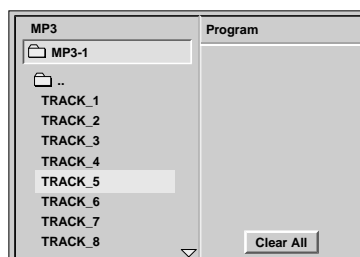 MP3
MP3-1
..
TRACK_1
TRACK_2
TRACK_3
TRACK_4
TRACK_5
TRACK_6
TRACK_7
TRACK_8
Program
Clear All